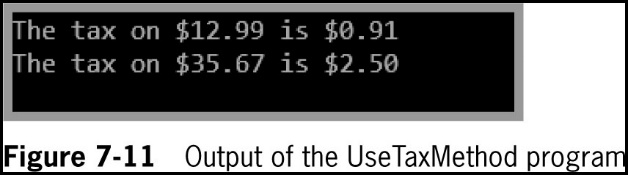 The tax on $12.99 is $0.91
The tax on $35.67 is $2.50
Figure 7-11 Output of the UseTaxMethod program